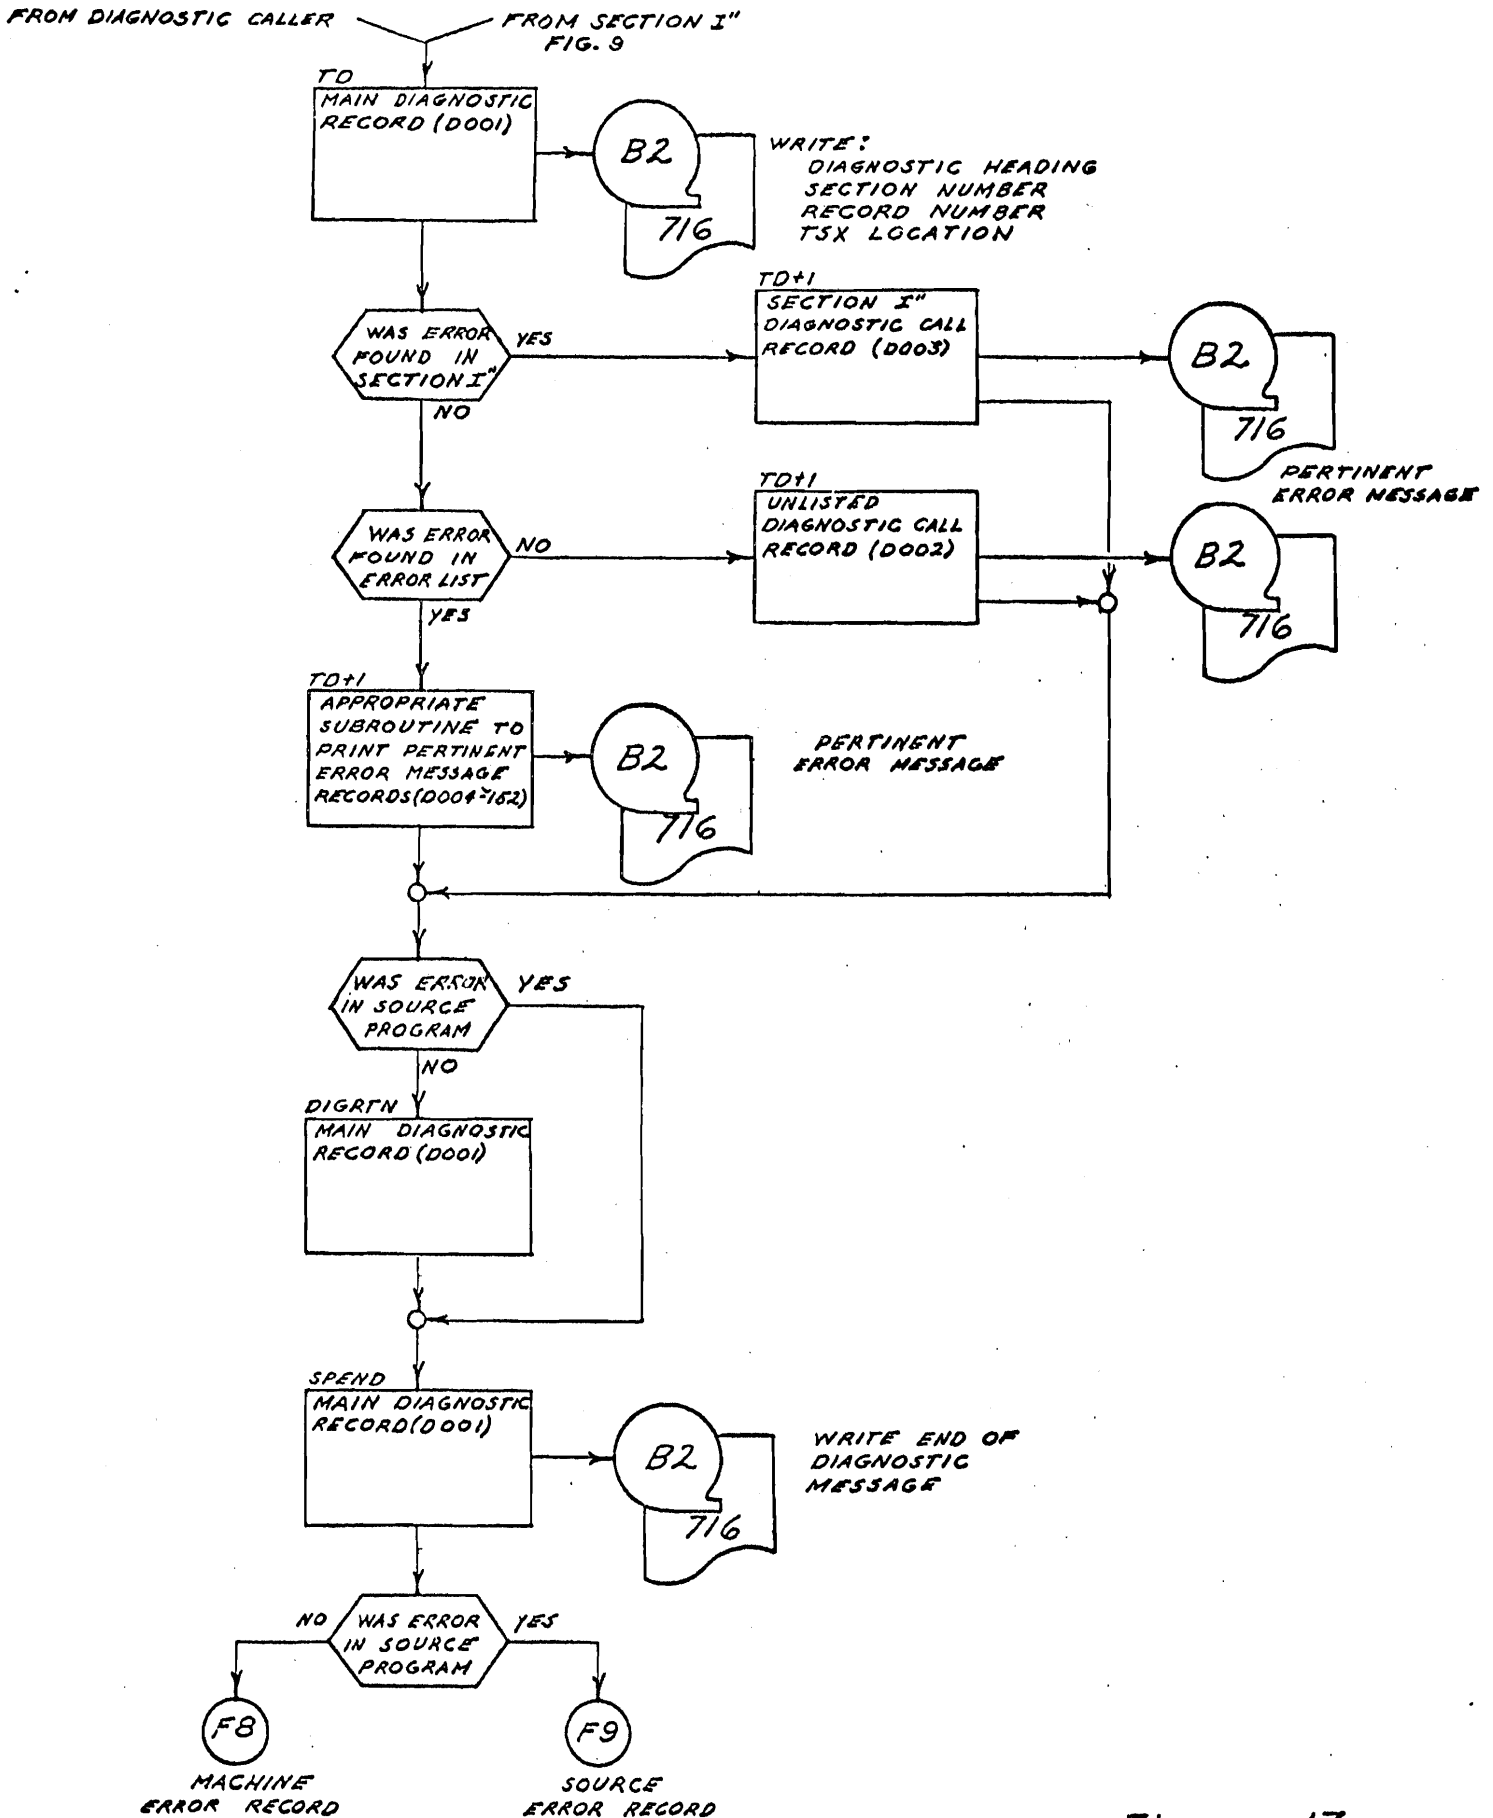 FROM DIAGNOSTIC CALLER
FROM SECTION I"
FIG. 9
TD
MAIN DIAGNOSTIC
RECORD (D001)
B2
716
WRITE:
DIAGNOSTIC HEADING
SECTION NUMBER
RECORD NUMBER
TSX LOCATION
WAS ERROR
FOUND IN
SECTION I"
YES
NO
TD+1
SECTION I"
DIAGNOSTIC CALL
RECORD (D003)
B2
716
PERTINENT
ERROR MESSAGE
WAS ERROR
FOUND IN
ERROR LIST
NO
YES
TD+1
UNLISTED
DIAGNOSTIC CALL
RECORD (D002)
B2
716
TD+1
APPROPRIATE
SUBROUTINE TO
PRINT PERTINENT
ERROR MESSAGE
RECORDS (D004-152)
B2
716
PERTINENT
ERROR MESSAGE
WAS ERROR
IN SOURCE
PROGRAM
YES
NO
DIGRTN
MAIN DIAGNOSTIC
RECORD (D001)
SPEND
MAIN DIAGNOSTIC
RECORD (D001)
B2
716
WRITE END OF
DIAGNOSTIC
MESSAGE
WAS ERROR
IN SOURCE
PROGRAM
NO
YES
F8
MACHINE
ERROR RECORD
F9
SOURCE
ERROR RECORD